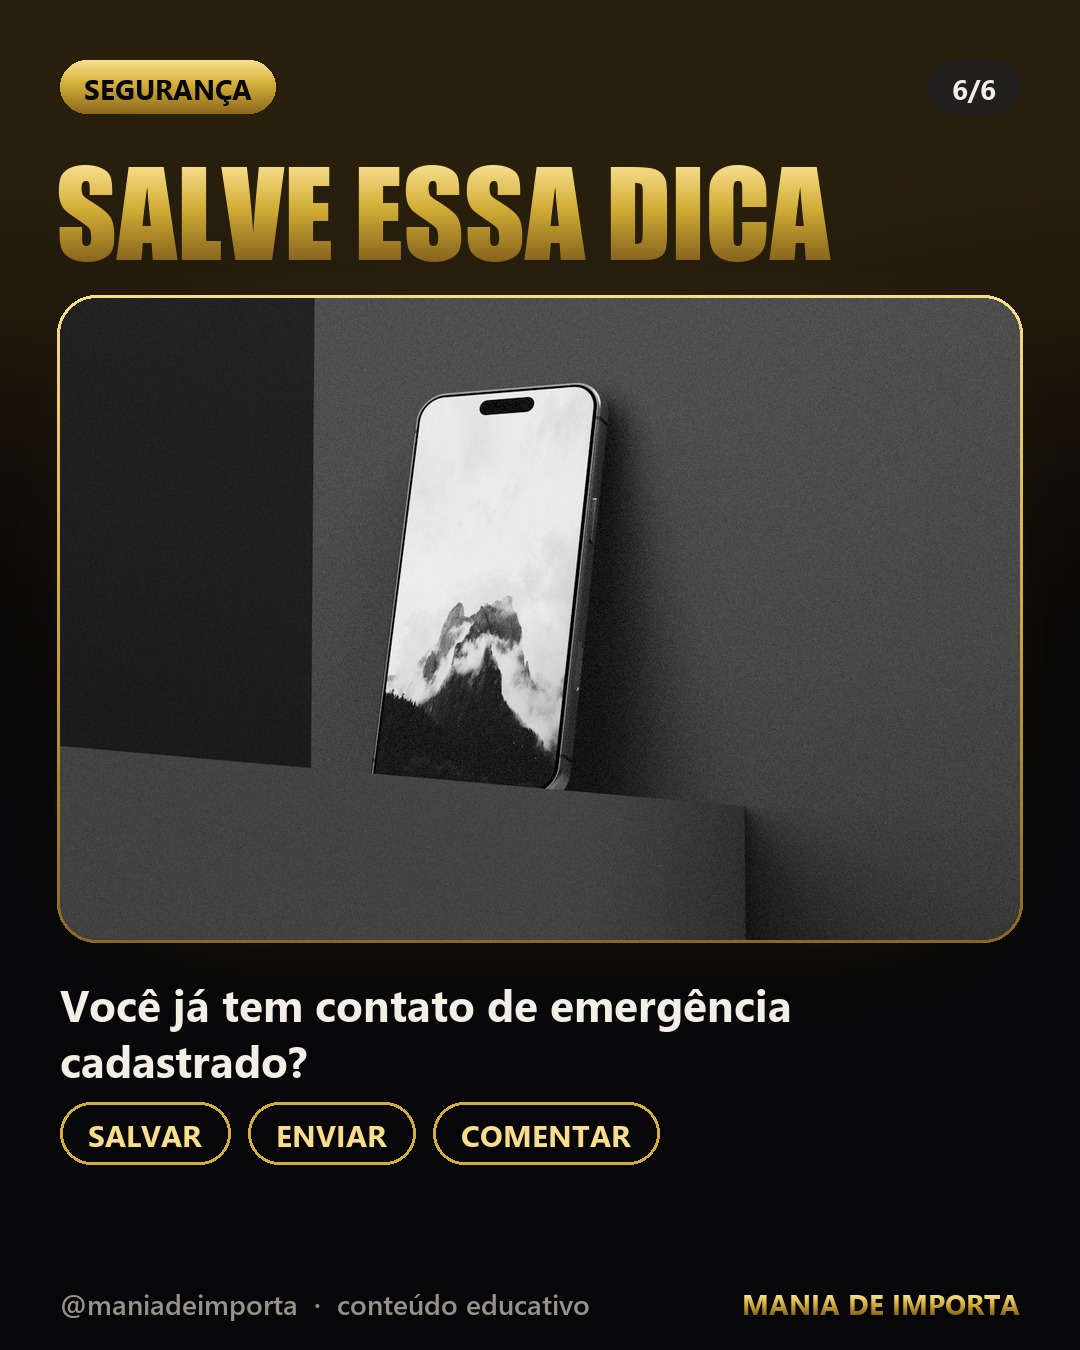 SEGURANÇA
6/6
SALVE ESSA DICA
Você já tem contato de emergência
cadastrado?
SALVAR
ENVIAR
COMENTAR
@maniadeimporta · conteúdo educativo
MANIA DE IMPORTA